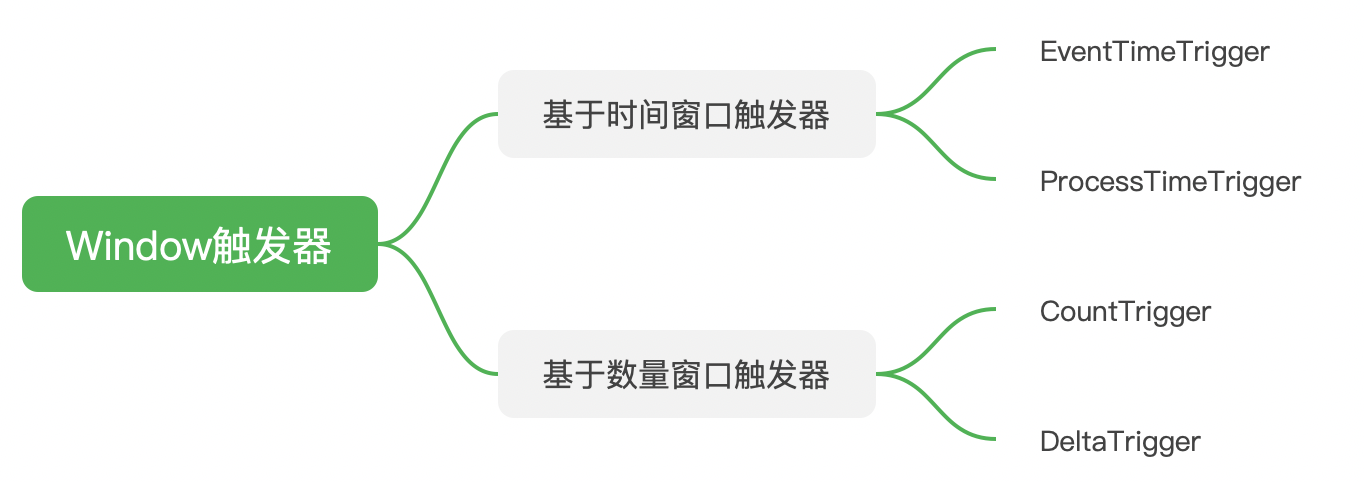 Window触发器
基于时间窗口触发器
EventTimeTrigger
ProcessTimeTrigger
基于数量窗口触发器
CountTrigger
DeltaTrigger